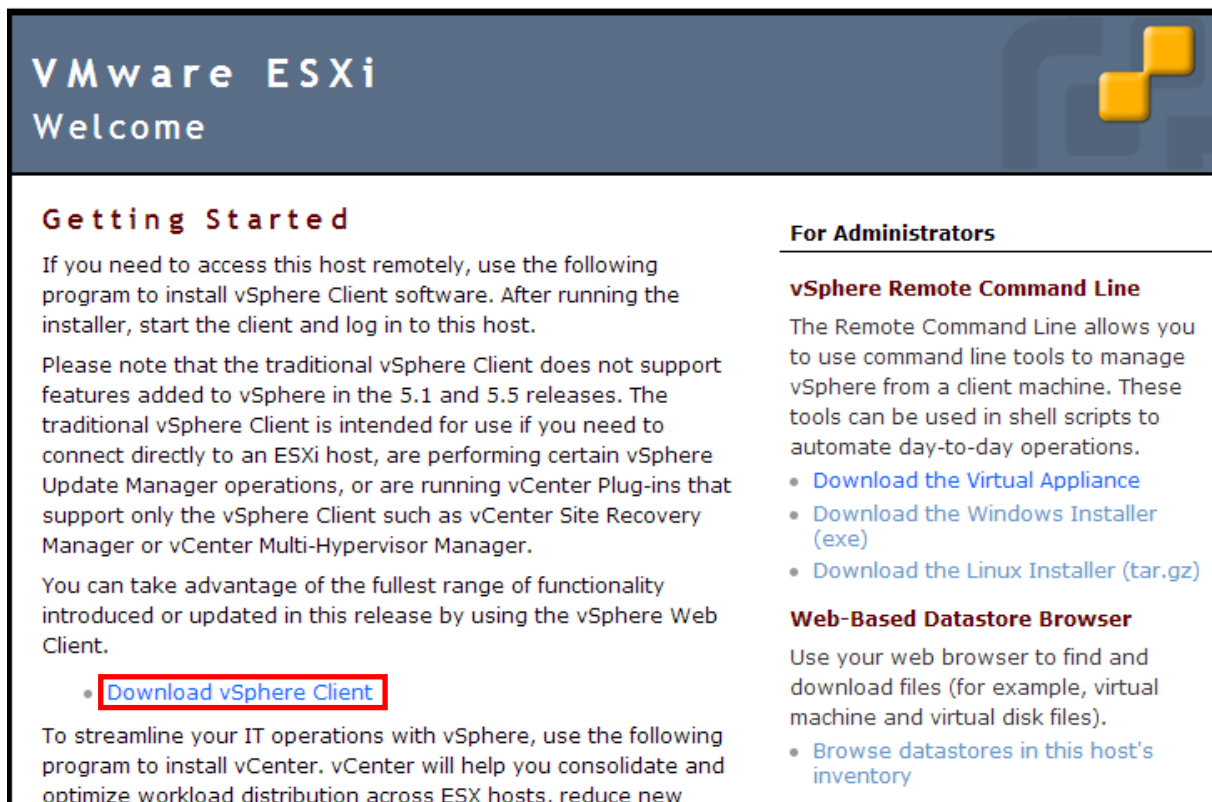 VMware ESXi
Welcome
Getting Started
If you need to access this host remotely, use the following
program to install vSphere Client software. After running the
installer, start the client and log in to this host.
Please note that the traditional vSphere Client does not support
features added to vSphere in the 5.1 and 5.5 releases. The
traditional vSphere Client is intended for use if you need to
connect directly to an ESXi host, are performing certain vSphere
Update Manager operations, or are running vCenter Plug-ins that
support only the vSphere Client such as vCenter Site Recovery
Manager or vCenter Multi-Hypervisor Manager.
You can take advantage of the fullest range of functionality
introduced or updated in this release by using the vSphere Web
Client.
Download vSphere Client
To streamline your IT operations with vSphere, use the following
program to install vCenter. vCenter will help you consolidate and
optimize workload distribution across ESX hosts, reduce new
For Administrators
vSphere Remote Command Line
The Remote Command Line allows you
to use command line tools to manage
vSphere from a client machine. These
tools can be used in shell scripts to
automate day-to-day operations.
Download the Virtual Appliance
Download the Windows Installer
(exe)
Download the Linux Installer (tar.gz)
Web-Based Datastore Browser
Use your web browser to find and
download files (for example, virtual
machine and virtual disk files).
Browse datastores in this host's
inventory